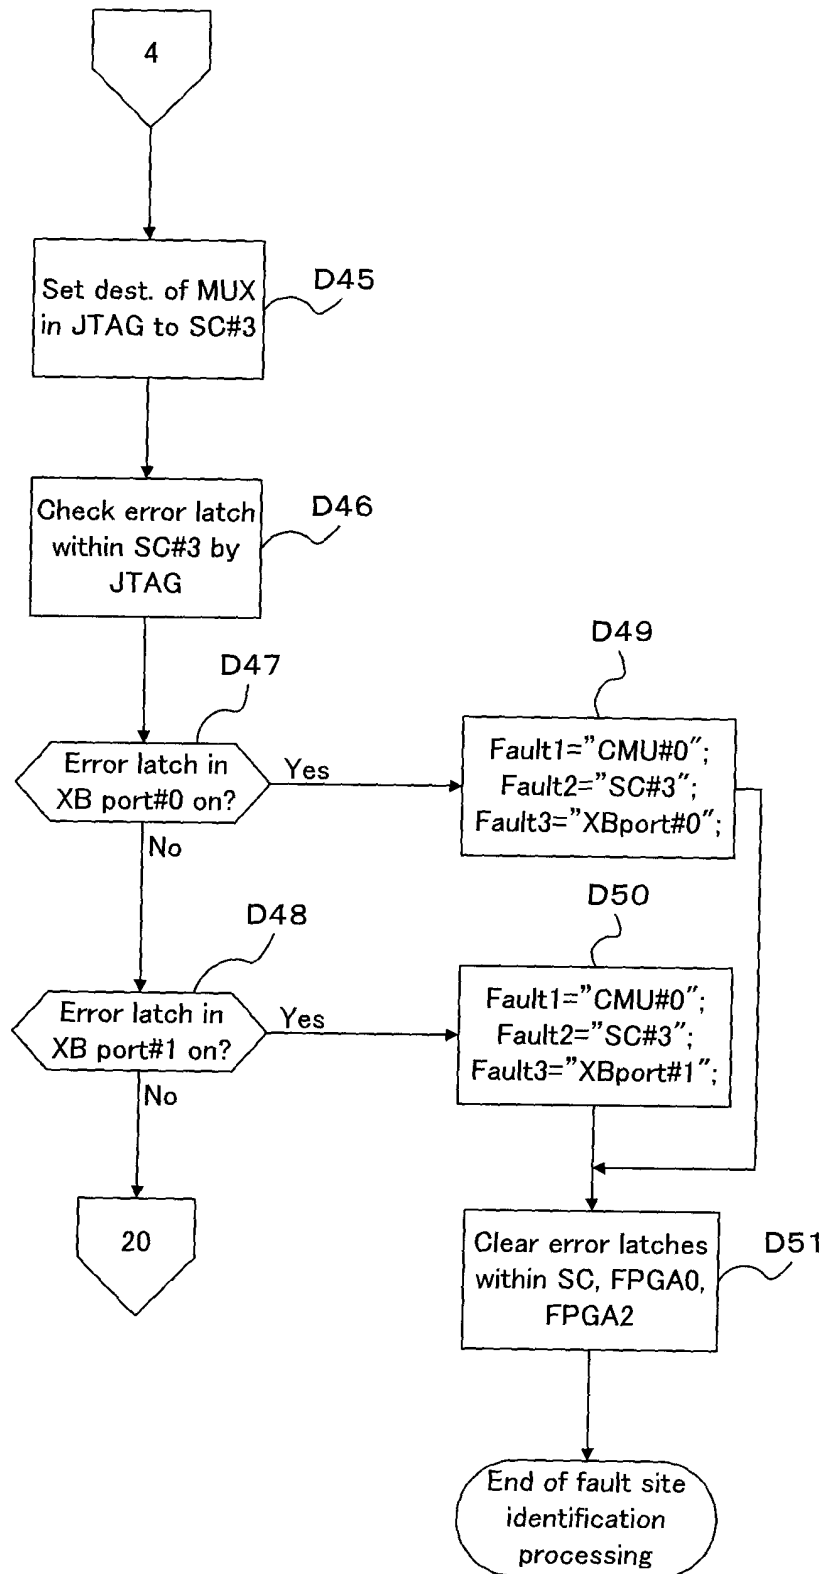 4
Set dest. of MUX
in JTAG to SC#3
D45
Check error latch
within SC#3 by
JTAG
D46
D47
Error latch in
XB port#0 on?
Yes
No
D49
Fault1="CMU#0";
Fault2="SC#3";
Fault3="XBport#0";
D48
Error latch in
XB port#1 on?
Yes
No
D50
Fault1="CMU#0";
Fault2="SC#3";
Fault3="XBport#1";
20
Clear error latches
within SC, FPGA0,
FPGA2
D51
End of fault site
identification
processing